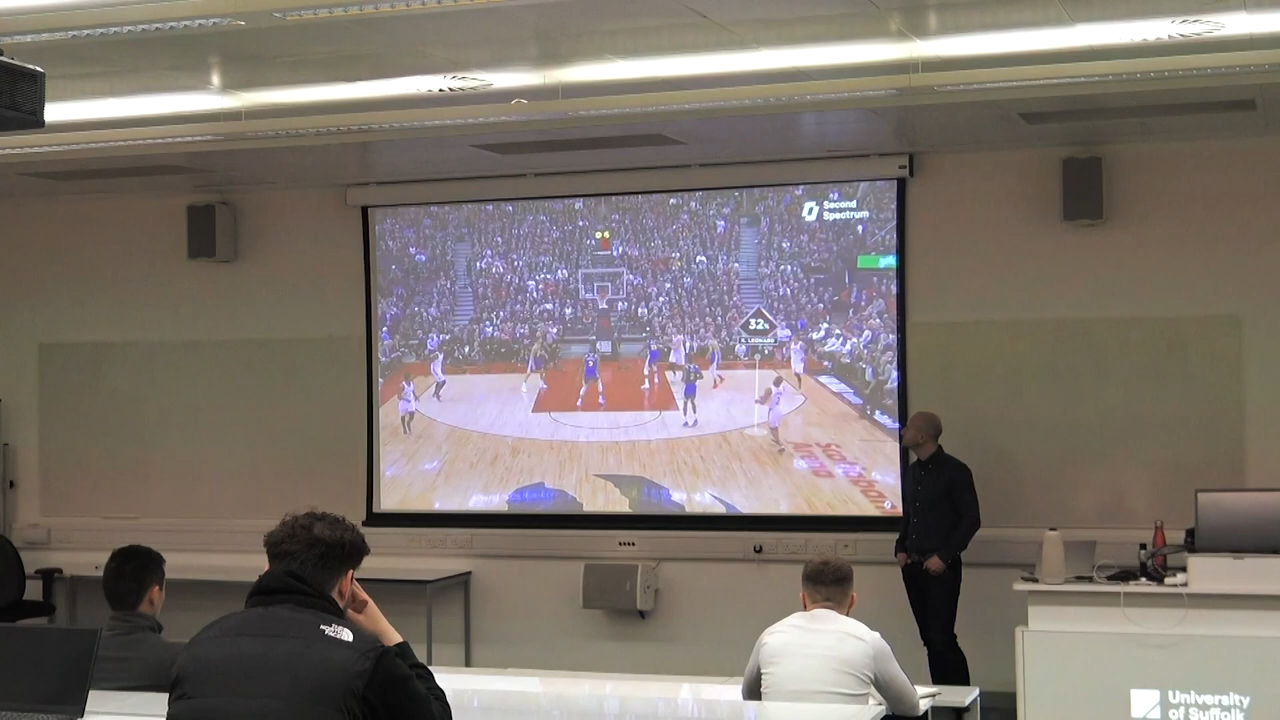 Second
Spectrum
32%
K. LEONARD
Scotiabank
Arena
THE
NORTH
FACE
University
of Suffolk